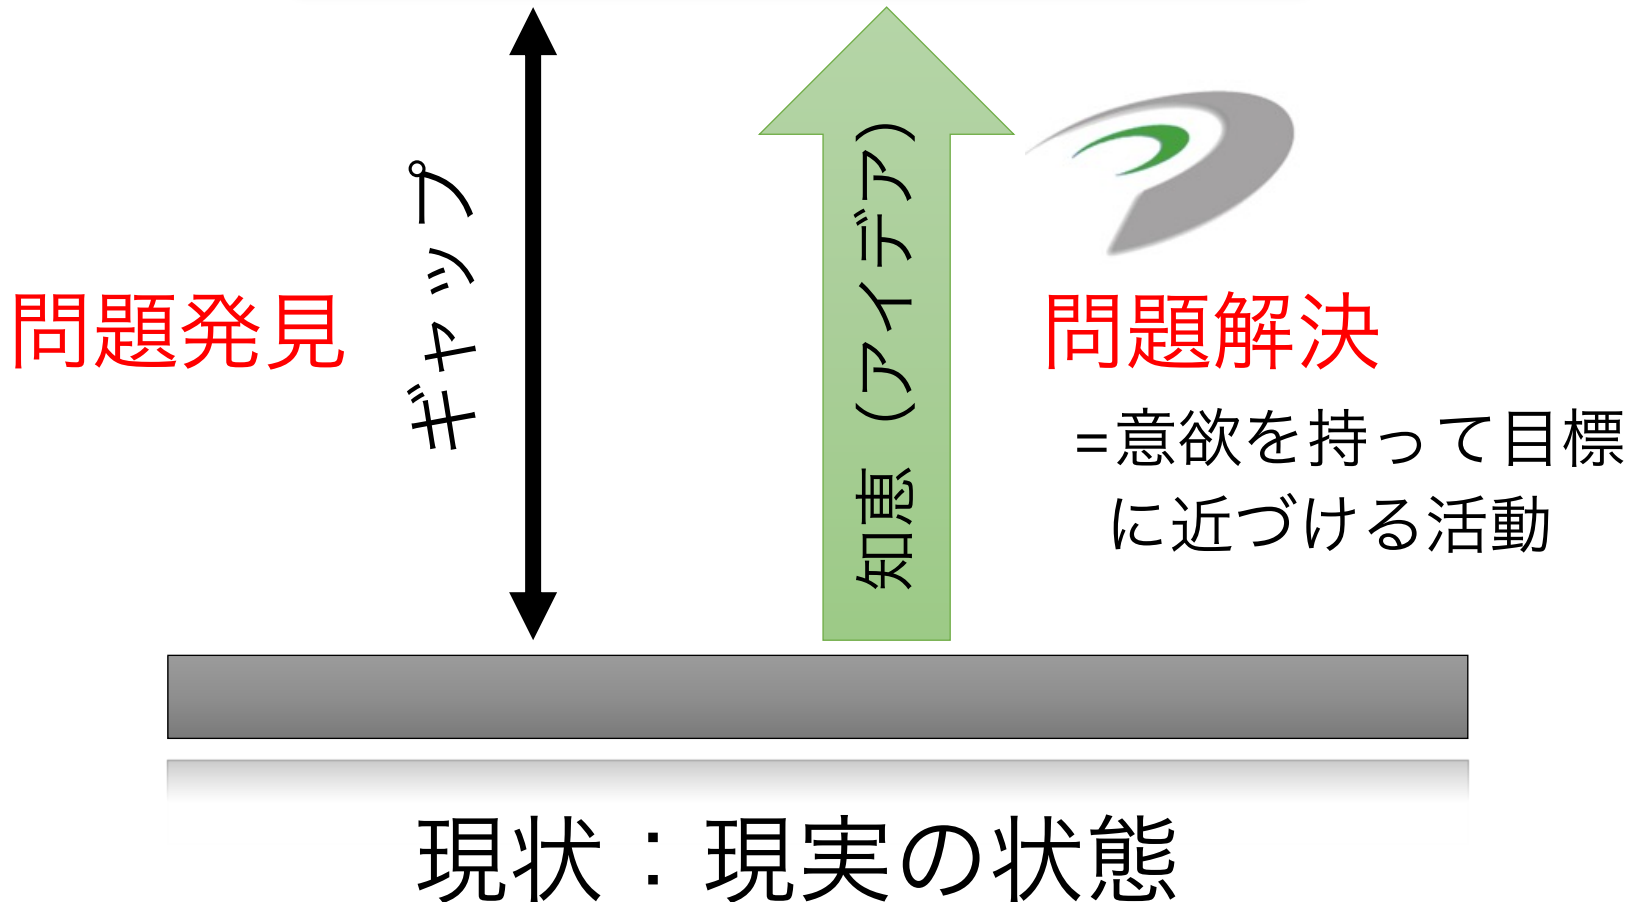 問題発見
ギャップ
知恵（アイデア）
問題解決
=意欲を持って目標
に近づける活動
現状：現実の状態